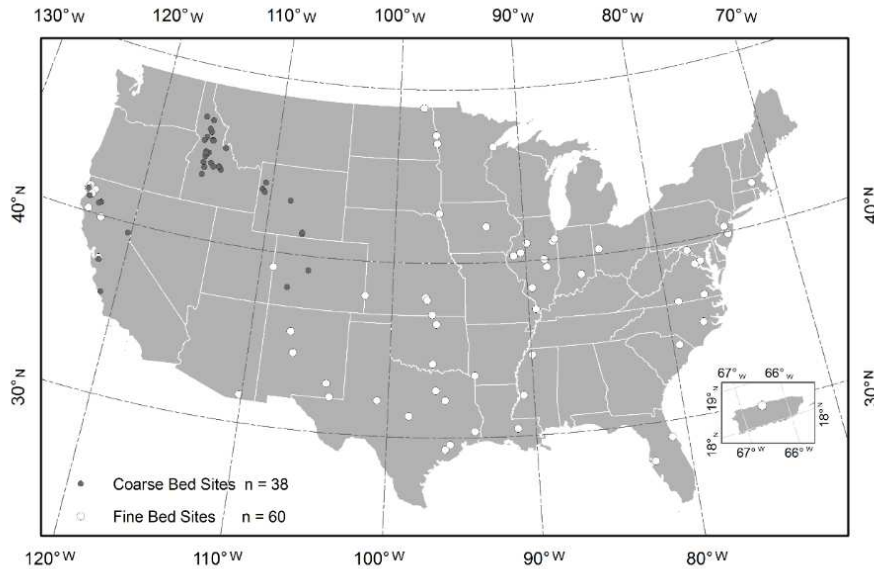 130°W 120°W 110°W 100°W 90°W 80°W 70°W
40°N 40°N
30°N 30°N
67°W 66°W
19°N 18°N
18°N
67°W 66°W
Coarse Bed Sites n = 38
Fine Bed Sites n = 60
120°W 110°W 100°W 90°W 80°W